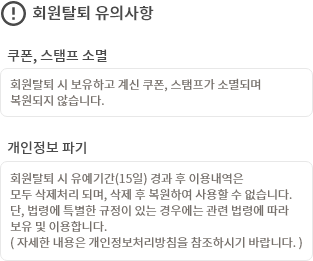 회원탈퇴 유의사항
쿠폰, 스탬프 소멸
회원탈퇴 시 보유하고 계신 쿠폰, 스탬프가 소멸되며
복원되지 않습니다.
개인정보 파기
회원탈퇴 시 유예기간(15일) 경과 후 이용내역은
모두 삭제처리 되며, 삭제 후 복원하여 사용할 수 없습니다.
단, 법령에 특별한 규정이 있는 경우에는 관련 법령에 따라
보유 및 이용합니다.
( 자세한 내용은 개인정보처리방침을 참조하시기 바랍니다. )